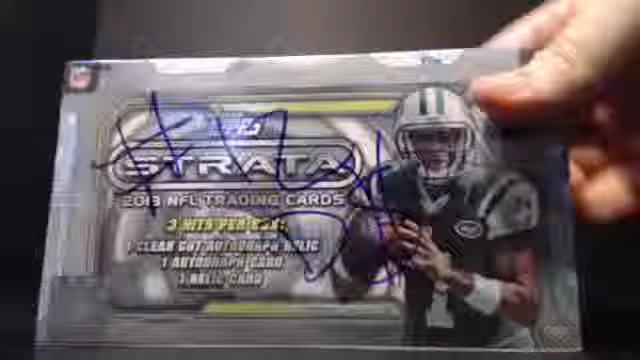 STRATA
2013 NFL TRADING CARDS
3 HITS PER BOX:
1 CLEAR CUT AUTOGRAPH RELIC
1 AUTOGRAPH CARD
1 RELIC CARD